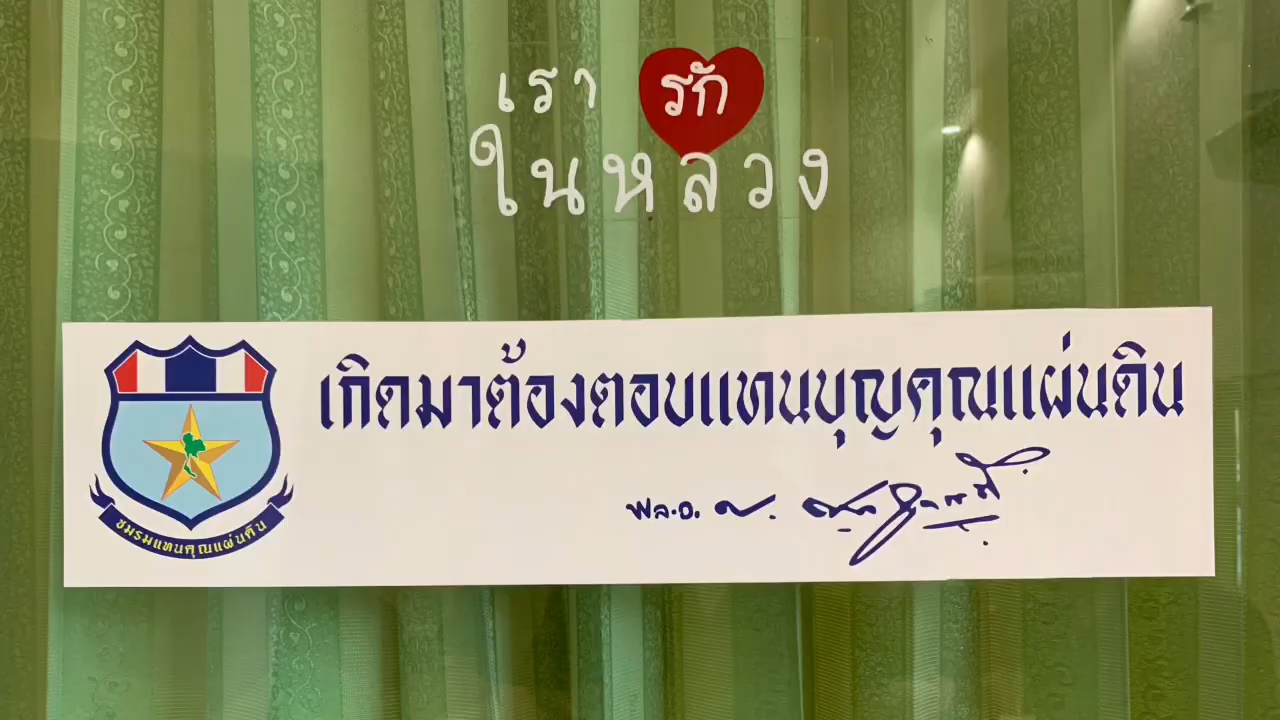 เรา รัก
ในหลวง
เกิดมาต้องตอบแทนบุญคุณแผ่นดิน
พล.อ. ป.
ชมรมแทนคุณแผ่นดิน